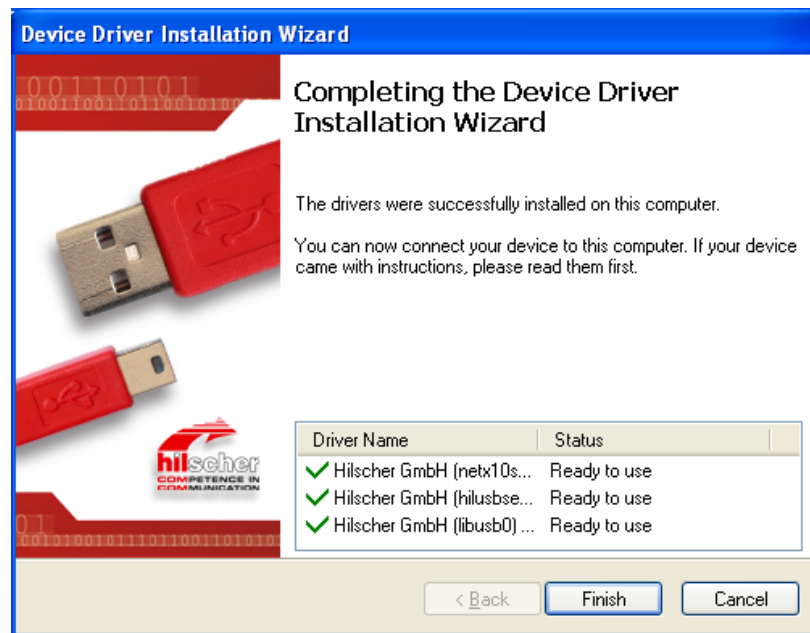 Device Driver Installation Wizard
00110101
Completing the Device Driver
Installation Wizard
The drivers were successfully installed on this computer.
You can now connect your device to this computer. If your device
came with instructions, please read them first.
hilscher
COMPETENCE IN
COMMUNICATION
Driver Name Status
Hilscher GmbH (netx10s... Ready to use
Hilscher GmbH (hilusbse... Ready to use
Hilscher GmbH (libusb0) ... Ready to use
01
< Back Finish Cancel